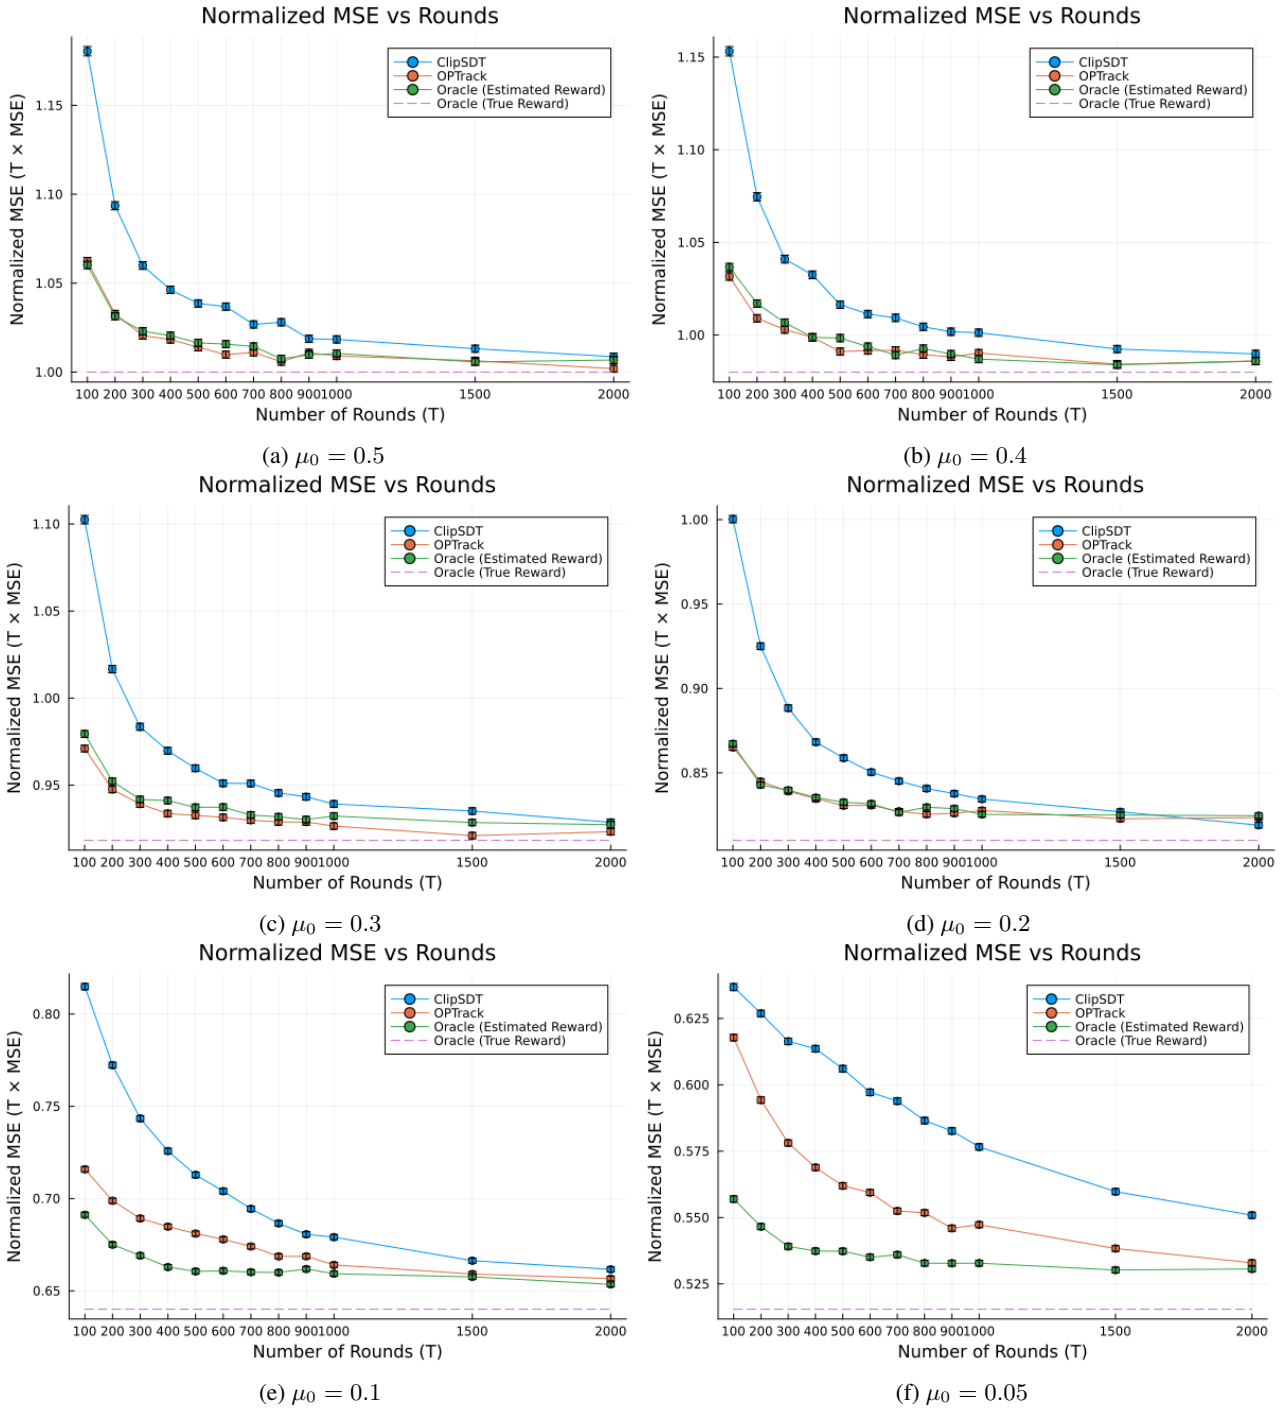 Normalized MSE vs Rounds
Normalized MSE (T × MSE)
ClipSDT
OPTrack
Oracle (Estimated Reward)
Oracle (True Reward)
1.15
1.10
1.05
1.00
100 200 300 400 500 600 700 800 900 1000 1500 2000
Number of Rounds (T)
(a) μ₀ = 0.5
Normalized MSE vs Rounds
Normalized MSE (T × MSE)
ClipSDT
OPTrack
Oracle (Estimated Reward)
Oracle (True Reward)
1.15
1.10
1.05
1.00
100 200 300 400 500 600 700 800 900 1000 1500 2000
Number of Rounds (T)
(b) μ₀ = 0.4
Normalized MSE vs Rounds
Normalized MSE (T × MSE)
ClipSDT
OPTrack
Oracle (Estimated Reward)
Oracle (True Reward)
1.10
1.05
1.00
0.95
100 200 300 400 500 600 700 800 900 1000 1500 2000
Number of Rounds (T)
(c) μ₀ = 0.3
Normalized MSE vs Rounds
Normalized MSE (T × MSE)
ClipSDT
OPTrack
Oracle (Estimated Reward)
Oracle (True Reward)
1.00
0.95
0.90
0.85
100 200 300 400 500 600 700 800 900 1000 1500 2000
Number of Rounds (T)
(d) μ₀ = 0.2
Normalized MSE vs Rounds
Normalized MSE (T × MSE)
ClipSDT
OPTrack
Oracle (Estimated Reward)
Oracle (True Reward)
0.80
0.75
0.70
0.65
100 200 300 400 500 600 700 800 900 1000 1500 2000
Number of Rounds (T)
(e) μ₀ = 0.1
Normalized MSE vs Rounds
Normalized MSE (T × MSE)
ClipSDT
OPTrack
Oracle (Estimated Reward)
Oracle (True Reward)
0.625
0.600
0.575
0.550
0.525
100 200 300 400 500 600 700 800 900 1000 1500 2000
Number of Rounds (T)
(f) μ₀ = 0.05